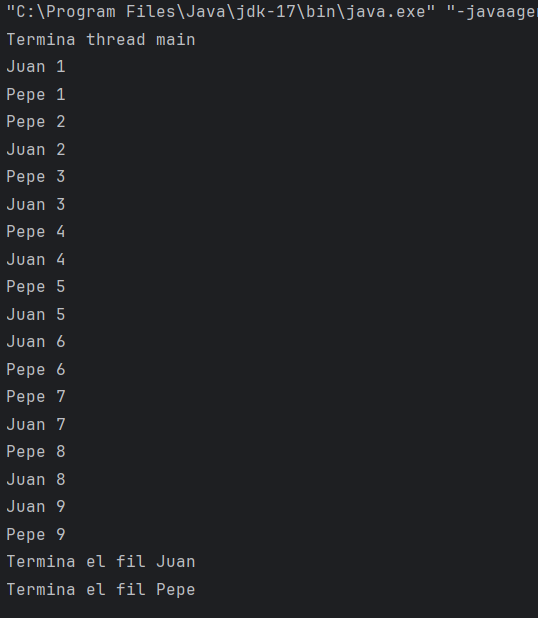 "C:\Program Files\Java\jdk-17\bin\java.exe" "-javaagen
Termina thread main
Juan 1
Pepe 1
Pepe 2
Juan 2
Pepe 3
Juan 3
Pepe 4
Juan 4
Pepe 5
Juan 5
Juan 6
Pepe 6
Pepe 7
Juan 7
Pepe 8
Juan 8
Juan 9
Pepe 9
Termina el fil Juan
Termina el fil Pepe